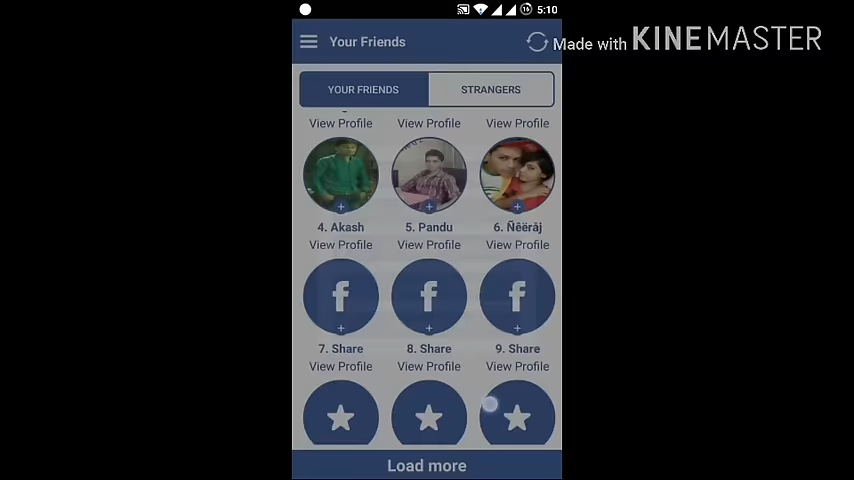 16 5:10
Your Friends
Made with KINEMASTER
YOUR FRIENDS STRANGERS
View Profile View Profile View Profile
4. Akash 5. Pandu 6. Ñêëråj
View Profile View Profile View Profile
f f f
7. Share 8. Share 9. Share
View Profile View Profile View Profile
Load more